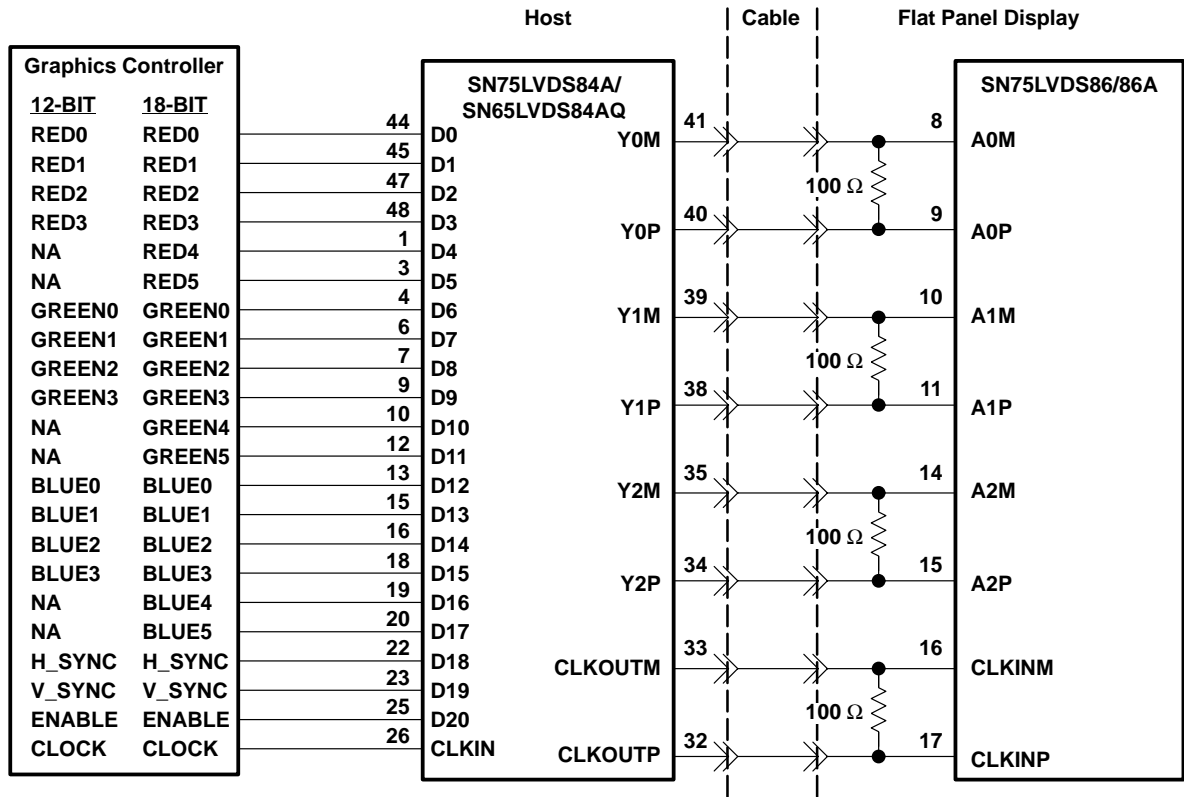 Host Cable Flat Panel Display
Graphics Controller
12-BIT 18-BIT
SN75LVDS84A/
SN65LVDS84AQ
SN75LVDS86/86A
RED0 RED0 44 D0
RED1 RED1 45 D1
RED2 RED2 47 D2
RED3 RED3 48 D3
NA RED4 1 D4
NA RED5 3 D5
GREEN0 GREEN0 4 D6
GREEN1 GREEN1 6 D7
GREEN2 GREEN2 7 D8
GREEN3 GREEN3 9 D9
NA GREEN4 10 D10
NA GREEN5 12 D11
BLUE0 BLUE0 13 D12
BLUE1 BLUE1 15 D13
BLUE2 BLUE2 16 D14
BLUE3 BLUE3 18 D15
NA BLUE4 19 D16
NA BLUE5 20 D17
H_SYNC H_SYNC 22 D18
V_SYNC V_SYNC 23 D19
ENABLE ENABLE 25 D20
CLOCK CLOCK 26 CLKIN
Y0M 41 8 A0M
100 Ω
Y0P 40 9 A0P
Y1M 39 10 A1M
100 Ω
Y1P 38 11 A1P
Y2M 35 14 A2M
100 Ω
Y2P 34 15 A2P
CLKOUTM 33 16 CLKINM
100 Ω
CLKOUTP 32 17 CLKINP